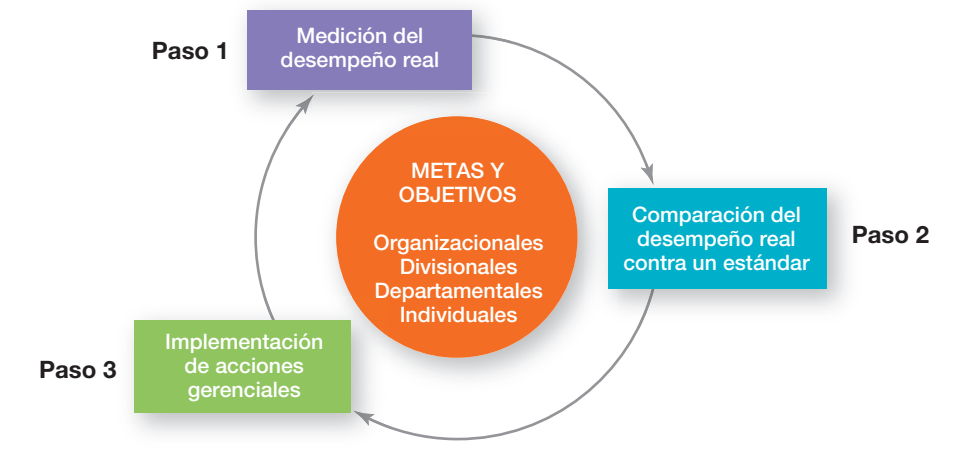 Paso 1
Medición del
desempeño real
METAS Y
OBJETIVOS
Organizacionales
Divisionales
Departamentales
Individuales
Comparación del
desempeño real
contra un estándar
Paso 2
Paso 3
Implementación
de acciones
gerenciales